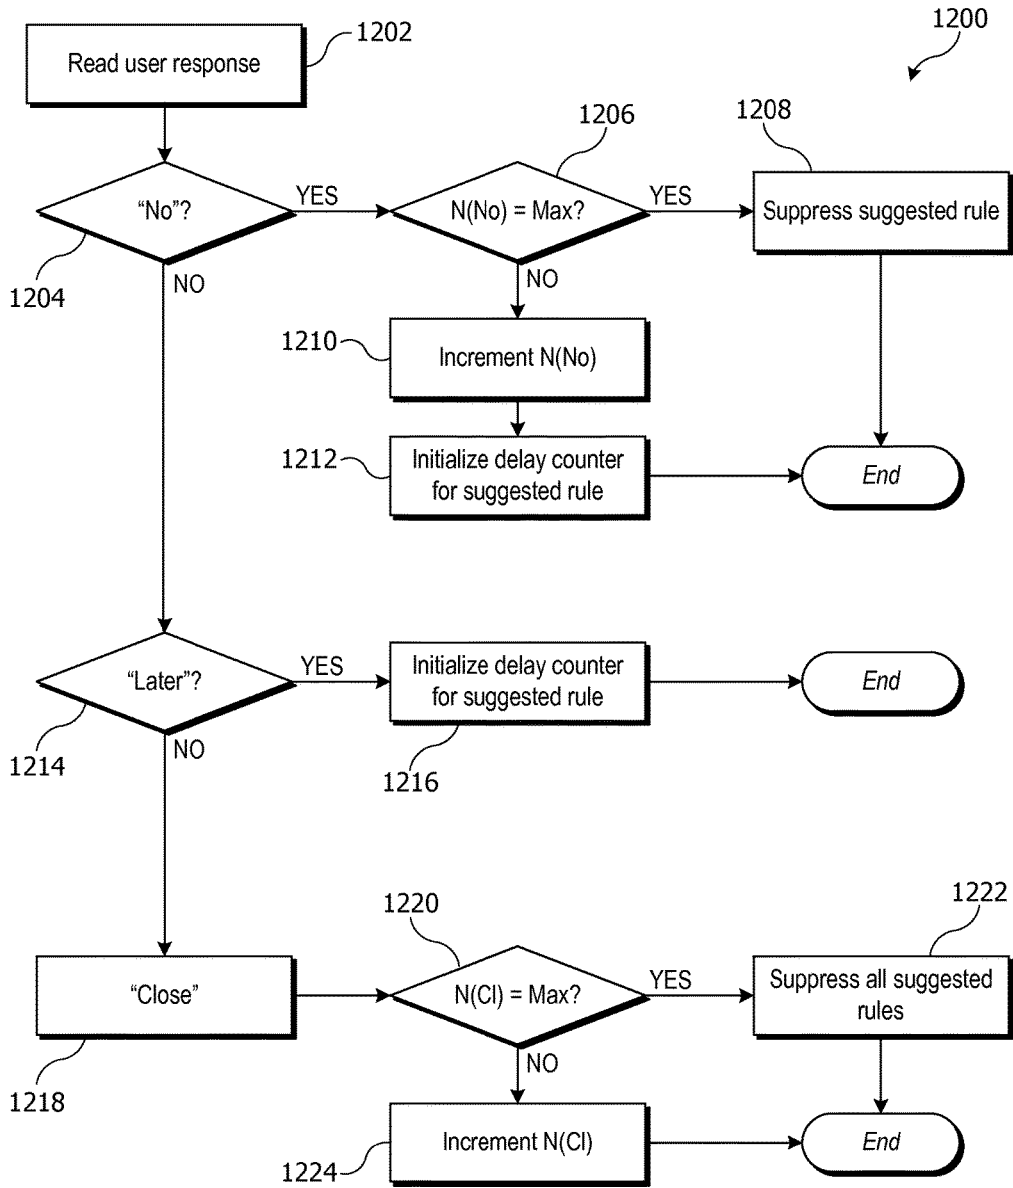 1200
1202
Read user response
1206
1208
"No"?
YES
N(No) = Max?
YES
Suppress suggested rule
1204
NO
NO
1210
Increment N(No)
1212
Initialize delay counter
for suggested rule
End
"Later"?
YES
Initialize delay counter
for suggested rule
End
1214
NO
1216
1220
1222
"Close"
N(Cl) = Max?
YES
Suppress all suggested
rules
1218
NO
1224
Increment N(Cl)
End